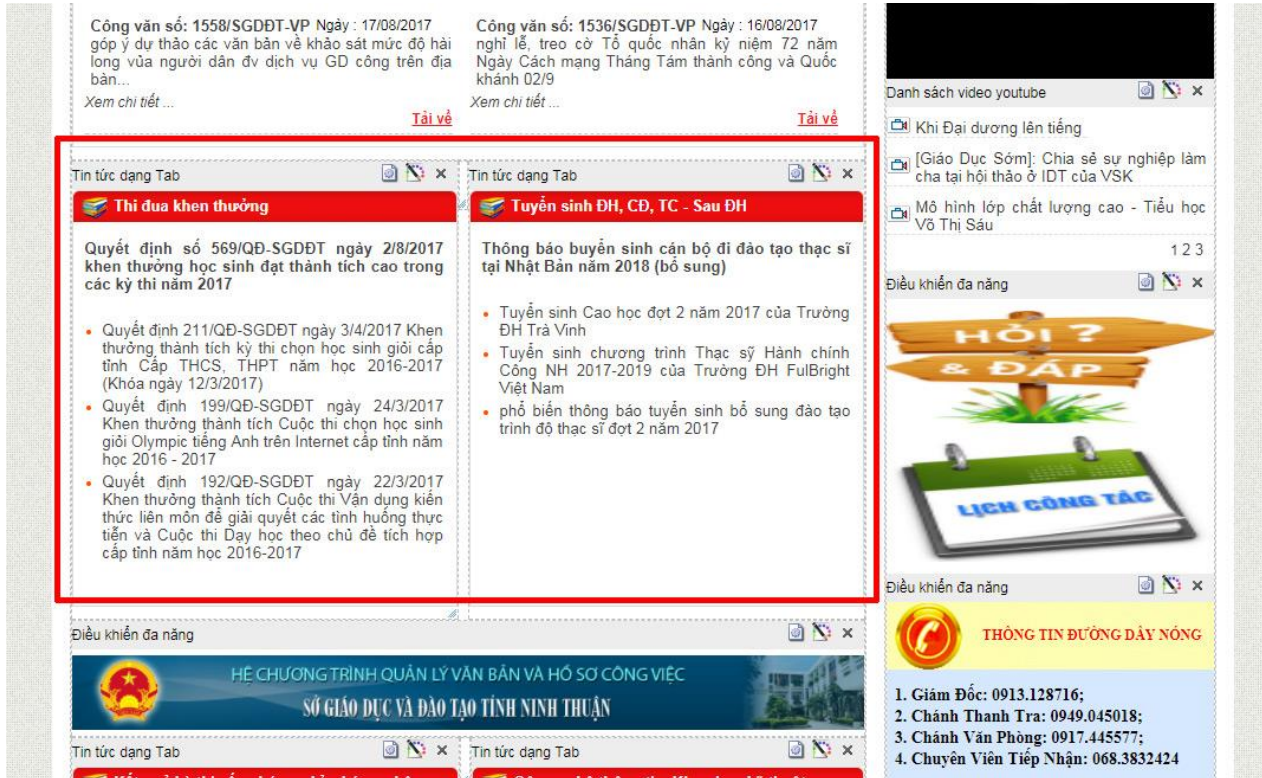 Công văn số: 1558/SGDĐT-VP Ngày : 17/08/2017
góp ý dự thảo các văn bản về khảo sát mức độ hài
lòng vủa người dân đv dịch vụ GD công trên địa
bàn...
Xem chi tiết ...
Tải về
Công văn số: 1536/SGDĐT-VP Ngày : 16/08/2017
nghỉ lễ, treo cờ Tổ quốc nhân kỷ niệm 72 năm
Ngày Cách mạng Tháng Tám thành công và Quốc
khánh 02/9
Xem chi tiết ...
Tải về
Tin tức dạng Tab
Thi đua khen thưởng
Quyết định số 569/QĐ-SGDĐT ngày 2/8/2017
khen thưởng học sinh đạt thành tích cao trong
các kỳ thi năm 2017
Quyết định 211/QĐ-SGDĐT ngày 3/4/2017 Khen
thưởng thành tích kỳ thi chọn học sinh giỏi cấp
tỉnh Cấp THCS, THPT năm học 2016-2017
(Khóa ngày 12/3/2017)
Quyết định 199/QĐ-SGDĐT ngày 24/3/2017
Khen thưởng thành tích Cuộc thi chọn học sinh
giỏi Olympic tiếng Anh trên Internet cấp tỉnh năm
học 2016 - 2017
Quyết định 192/QĐ-SGDĐT ngày 22/3/2017
Khen thưởng thành tích Cuộc thi Vận dụng kiến
thức liên môn để giải quyết các tình huống thực
tiễn và Cuộc thi Dạy học theo chủ đề tích hợp
cấp tỉnh năm học 2016-2017
Tin tức dạng Tab
Tuyển sinh ĐH, CĐ, TC - Sau ĐH
Thông báo buyển sinh cán bộ đi đào tạo thạc sĩ
tại Nhật Bản năm 2018 (bổ sung)
Tuyển sinh Cao học đợt 2 năm 2017 của Trường
ĐH Trà Vinh
Tuyển sinh chương trình Thạc sỹ Hành chính
Công NH 2017-2019 của Trường ĐH FulBright
Việt Nam
phổ biến thông báo tuyển sinh bổ sung đào tạo
trình độ thạc sĩ đợt 2 năm 2017
Điều khiển đa năng
HỆ CHƯƠNG TRÌNH QUẢN LÝ VĂN BẢN VÀ HỒ SƠ CÔNG VIỆC
SỞ GIÁO DỤC VÀ ĐÀO TẠO TỈNH NINH THUẬN
Tin tức dạng Tab
Tin tức dạng Tab
Danh sách video youtube
Khi Đại dương lên tiếng
[Giáo Dục Sớm]: Chia sẻ sự nghiệp làm
cha tại hội thảo ở IDT của VSK
Mô hình lớp chất lượng cao - Tiểu học
Võ Thị Sáu
1 2 3
Điều khiển đa năng
HỎI ?
& ĐÁP
LỊCH CÔNG TÁC
Điều khiển đa năng
THÔNG TIN ĐƯỜNG DÂY NÓNG
1. Giám Đốc: 0913.128716;
2. Chánh Thanh Tra: 0949.045018;
3. Chánh Văn Phòng: 0917.445577;
4. Chuyên Viên Tiếp Nhận: 068.3832424